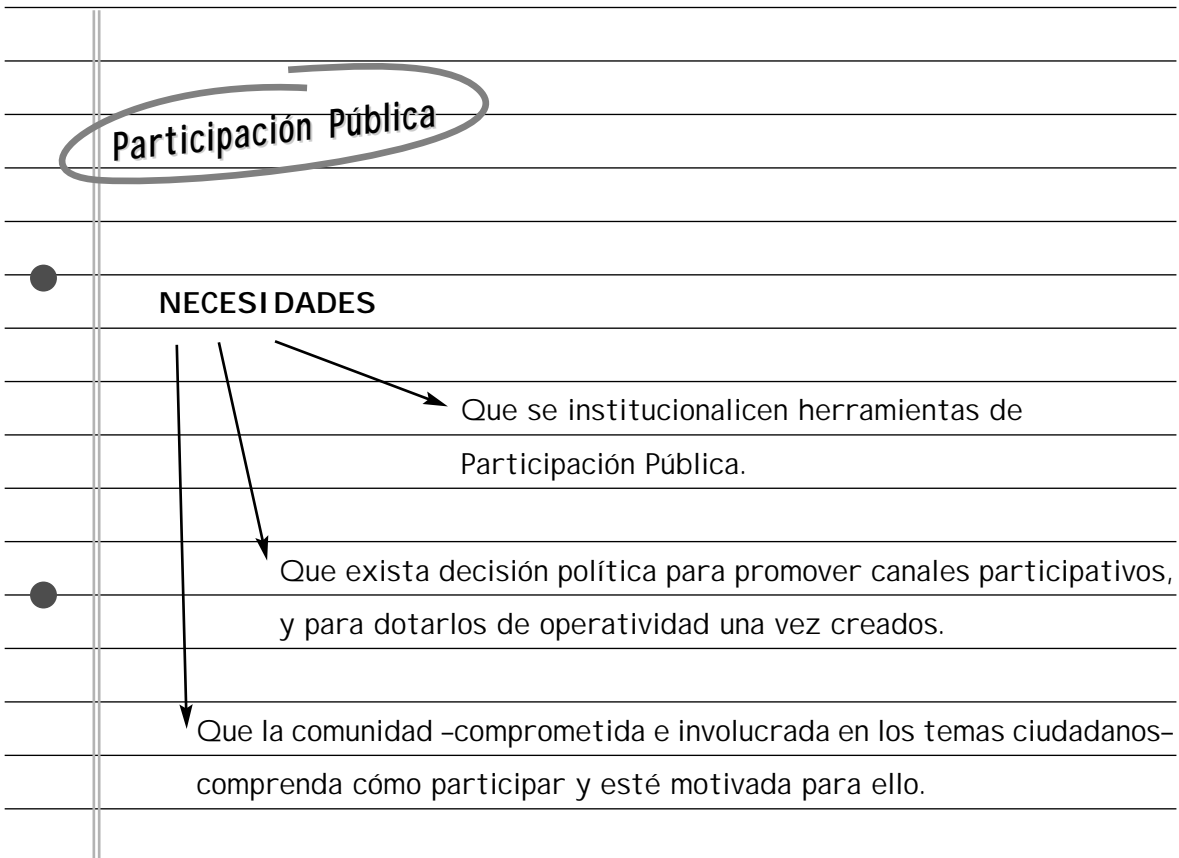 Participación Pública
NECESIDADES
Que se institucionalicen herramientas de
Participación Pública.
Que exista decisión política para promover canales participativos,
y para dotarlos de operatividad una vez creados.
Que la comunidad –comprometida e involucrada en los temas ciudadanos–
comprenda cómo participar y esté motivada para ello.